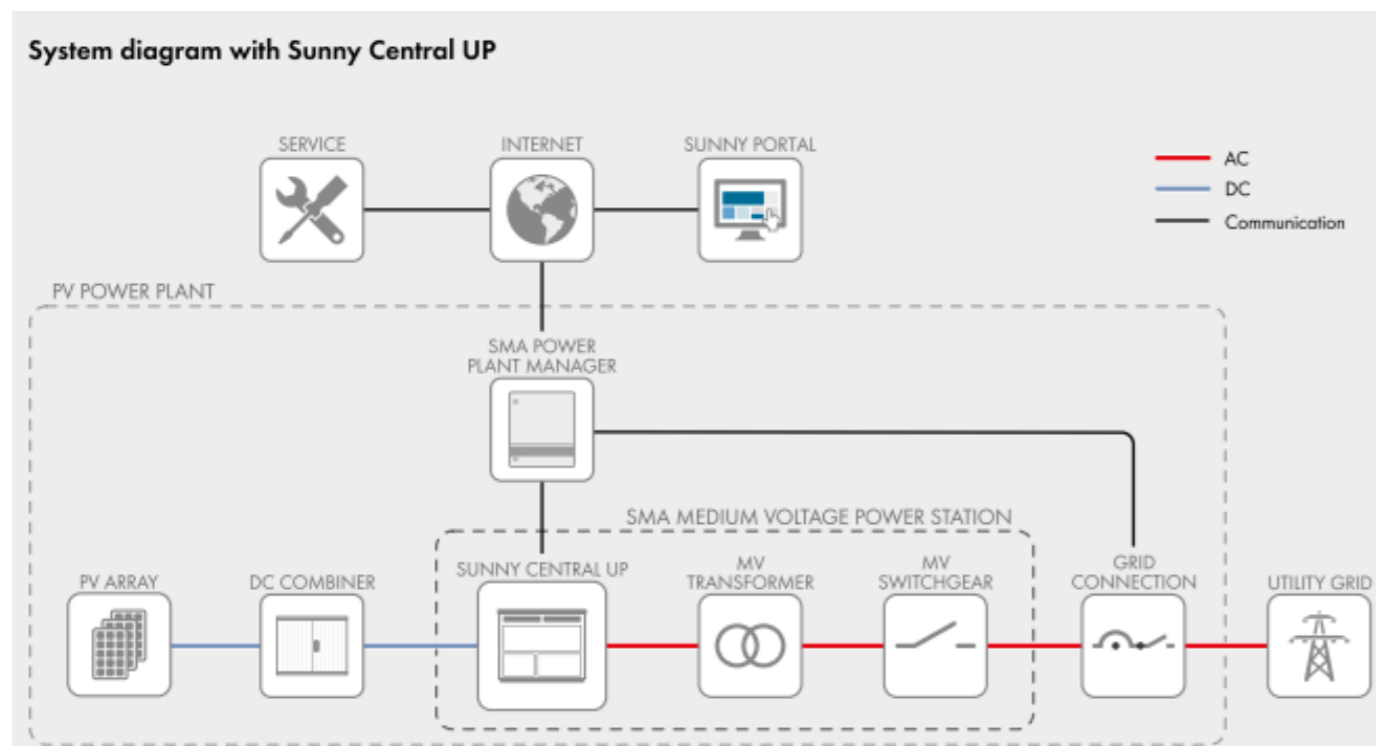 System diagram with Sunny Central UP
SERVICE
INTERNET
SUNNY PORTAL
AC
DC
Communication
PV POWER PLANT
SMA POWER
PLANT MANAGER
SMA MEDIUM VOLTAGE POWER STATION
PV ARRAY
DC COMBINER
SUNNY CENTRAL UP
MV
TRANSFORMER
MV
SWITCHGEAR
GRID
CONNECTION
UTILITY GRID